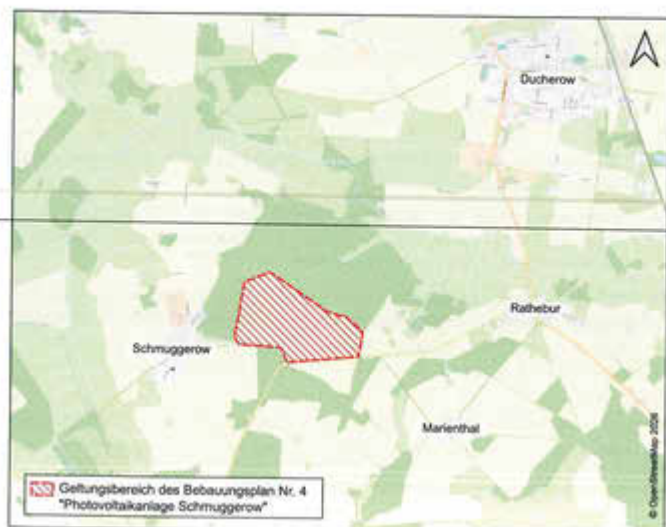 Ducherow
Rathebur
Schmuggerow
Marienthal
Geltungsbereich des Bebauungsplan Nr. 4
"Photovoltaikanlage Schmuggerow"
© OpenStreetMap 2026